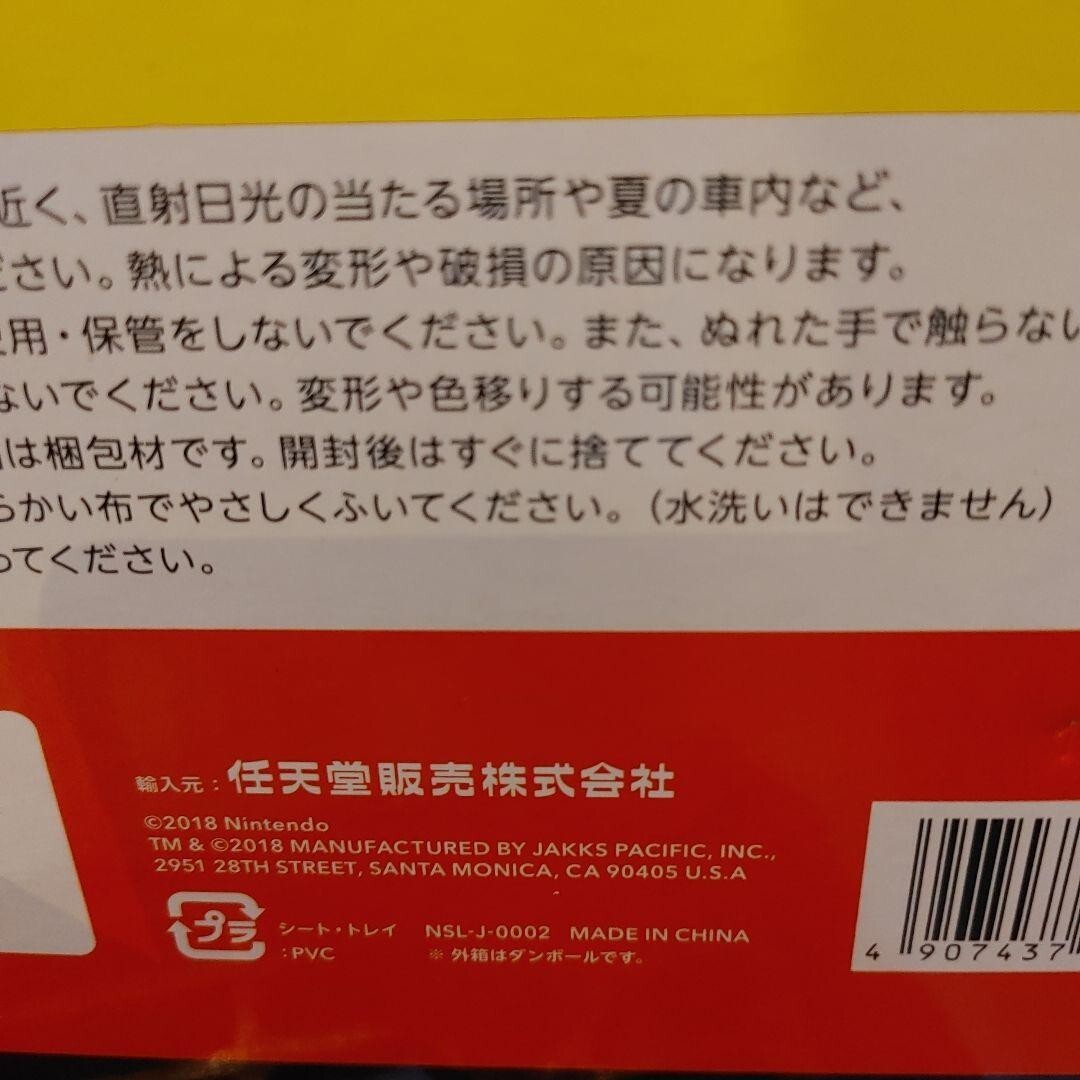 近く、直射日光の当たる場所や夏の車内など、
ださい。熱による変形や破損の原因になります。
使用・保管をしないでください。また、ぬれた手で触らない
ないでください。変形や色移りする可能性があります。
は梱包材です。開封後はすぐに捨ててください。
らかい布でやさしくふいてください。（水洗いはできません）
ってください。
輸入元：任天堂販売株式会社
©2018 Nintendo
TM & ©2018 MANUFACTURED BY JAKKS PACIFIC, INC.,
2951 28TH STREET, SANTA MONICA, CA 90405 U.S.A
プラ シート・トレイ NSL-J-0002 MADE IN CHINA
:PVC ※ 外箱はダンボールです。
4 907437